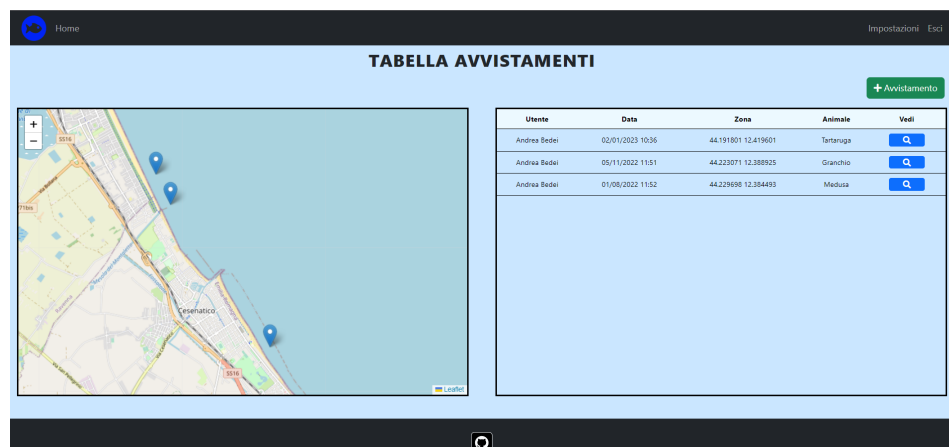 Home
Impostazioni Esci
TABELLA AVVISTAMENTI
+ Avvistamento
+
−
SS16
Cesenatico
SS16
Leaflet
Utente Data Zona Animale Vedi
Andrea Bedei 02/01/2023 10:36 44.191801 12.419601 Tartaruga
Andrea Bedei 05/11/2022 11:51 44.223071 12.388925 Granchio
Andrea Bedei 01/08/2022 11:52 44.229698 12.384493 Medusa